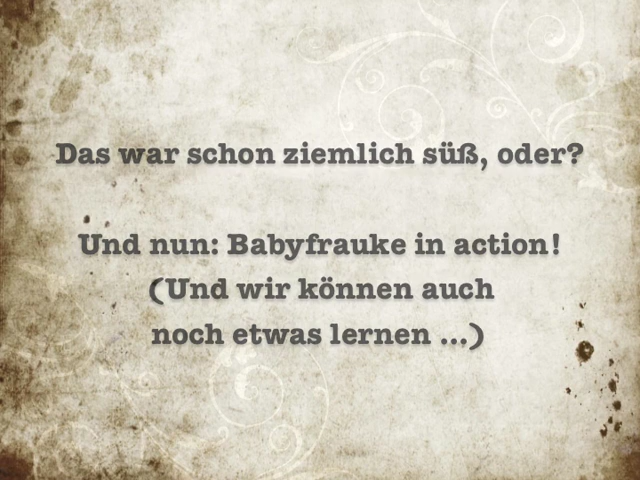 Das war schon ziemlich süß, oder?
Und nun: Babyfrauke in action!
(Und wir können auch
noch etwas lernen ...)